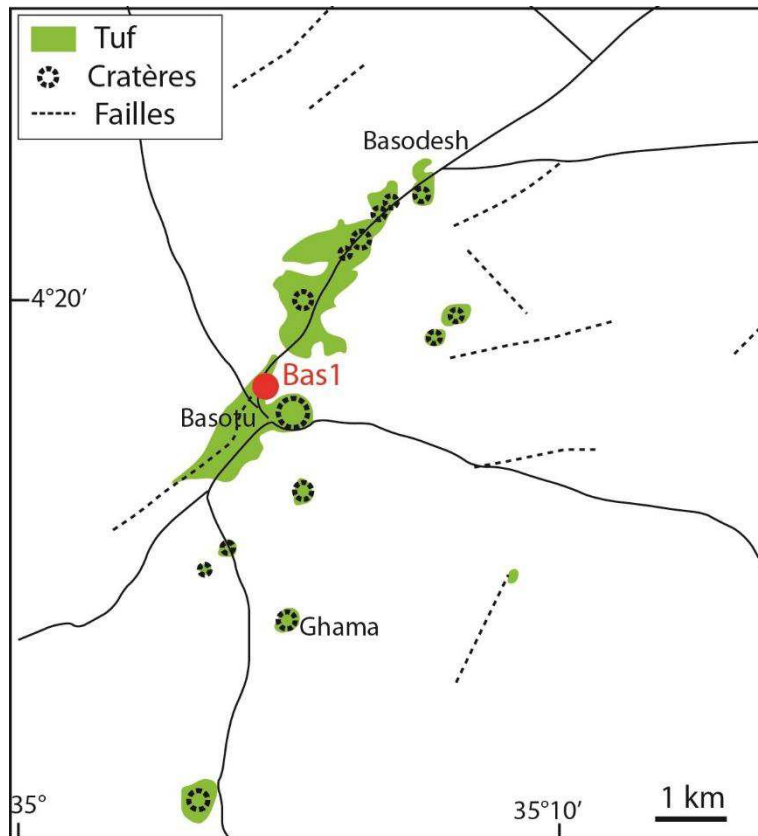 Tuf
Cratères
Failles
Basodesh
4°20’
Bas1
Basotu
Ghama
35°
35°10’
1 km